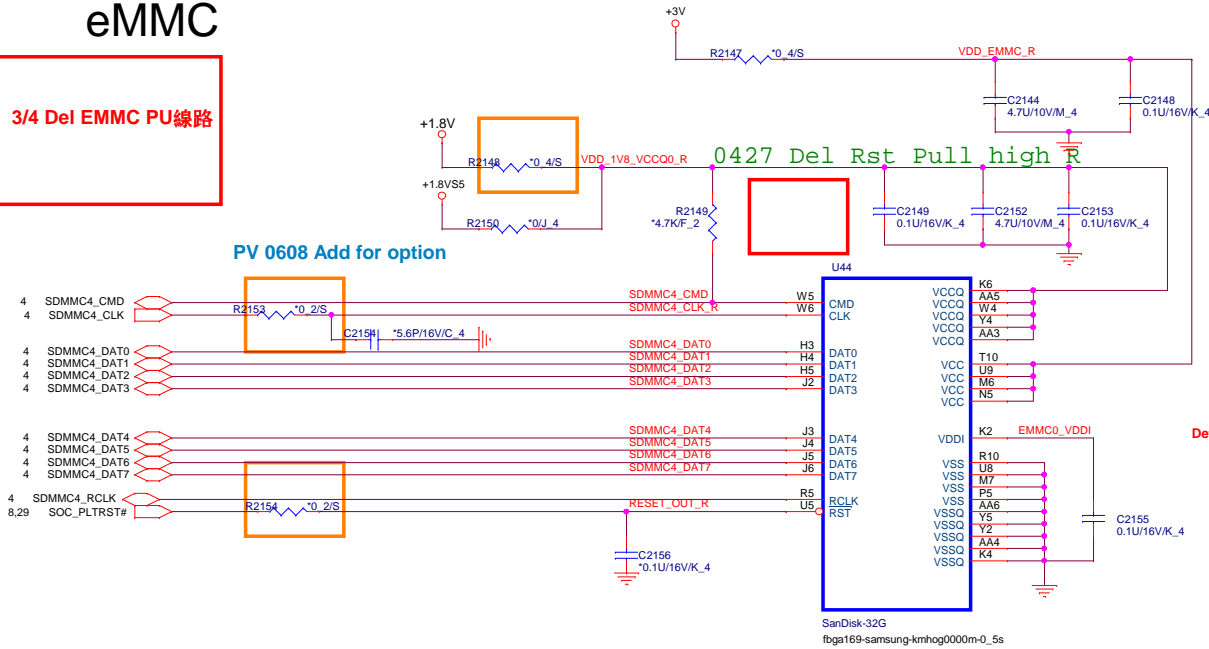 eMMC
3/4 Del EMMC PU線路
+3V
R2147
*0_4/S
VDD_EMMC_R
C2144
4.7U/10V/M_4
C2148
0.1U/16V/K_4
+1.8V
R2148
*0_4/S
VDD_1V8_VCCQ0_R
0427 Del Rst Pull high R
+1.8VS5
R2150
*0/J_4
R2149
*4.7K/F_2
C2149
0.1U/16V/K_4
C2152
4.7U/10V/M_4
C2153
0.1U/16V/K_4
PV 0608 Add for option
U44
4 SDMMC4_CMD
SDMMC4_CMD
W5
CMD
4 SDMMC4_CLK
R2153
*0_2/S
SDMMC4_CLK_R
W6
CLK
C2154
*5.6P/16V/C_4
4 SDMMC4_DAT0
SDMMC4_DAT0
H3
DAT0
4 SDMMC4_DAT1
SDMMC4_DAT1
H4
DAT1
4 SDMMC4_DAT2
SDMMC4_DAT2
H5
DAT2
4 SDMMC4_DAT3
SDMMC4_DAT3
J2
DAT3
4 SDMMC4_DAT4
SDMMC4_DAT4
J3
DAT4
4 SDMMC4_DAT5
SDMMC4_DAT5
J4
DAT5
4 SDMMC4_DAT6
SDMMC4_DAT6
J5
DAT6
4 SDMMC4_DAT7
SDMMC4_DAT7
J6
DAT7
4 SDMMC4_RCLK
R5
RCLK
8,29 SOC_PLTRST#
R2154
*0_2/S
RESET_OUT_R
U5
RST
C2156
*0.1U/16V/K_4
VCCQ K6
VCCQ AA5
VCCQ W4
VCCQ Y4
VCCQ AA3
VCC T10
VCC U9
VCC M6
VCC N5
VDDI K2
EMMC0_VDDI
De
VSS R10
VSS U8
VSS M7
VSS P5
VSSQ AA6
VSSQ Y5
VSSQ Y2
VSSQ AA4
VSSQ K4
C2155
0.1U/16V/K_4
SanDisk-32G
fbga169-samsung-kmhog0000m-0_5s